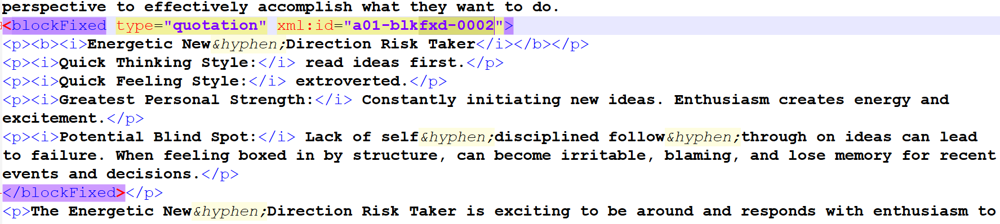 perspective to effectively accomplish what they want to do.
<blockFixed type="quotation" xml:id="a01-blkfxd-0002">
<p><b><i>Energetic New&hyphen;Direction Risk Taker</i></b></p>
<p><i>Quick Thinking Style:</i> read ideas first.</p>
<p><i>Quick Feeling Style:</i> extroverted.</p>
<p><i>Greatest Personal Strength:</i> Constantly initiating new ideas. Enthusiasm creates energy and
excitement.</p>
<p><i>Potential Blind Spot:</i> Lack of self&hyphen;disciplined follow&hyphen;through on ideas can lead
to failure. When feeling boxed in by structure, can become irritable, blaming, and lose memory for recent
events and decisions.</p>
</blockFixed></p>
<p>The Energetic New&hyphen;Direction Risk Taker is exciting to be around and responds with enthusiasm to